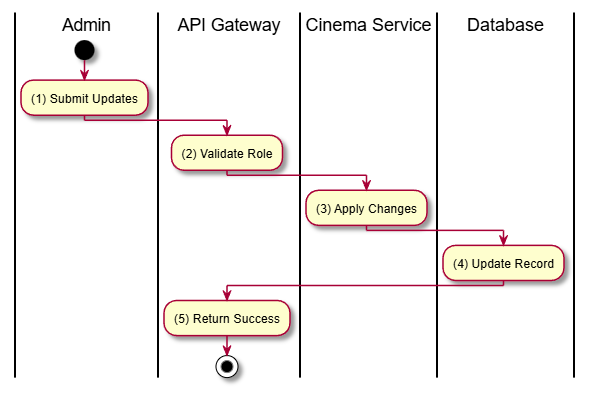 Admin API Gateway Cinema Service Database
(1) Submit Updates
(2) Validate Role
(3) Apply Changes
(4) Update Record
(5) Return Success